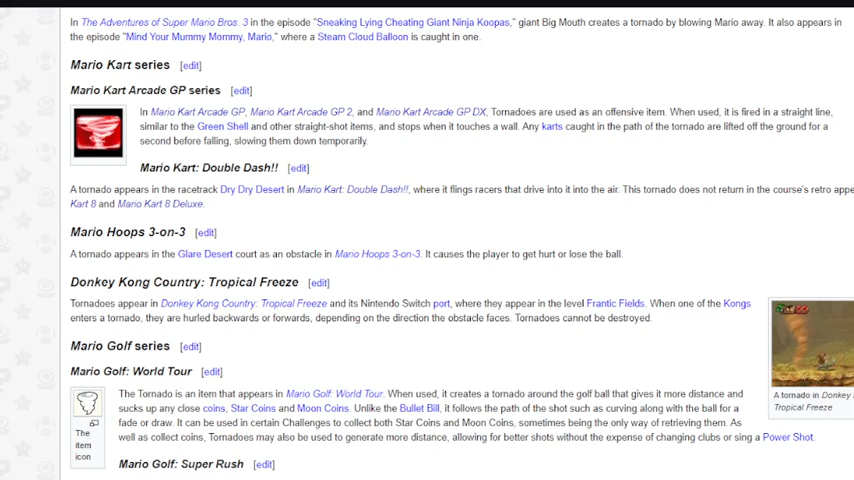 In The Adventures of Super Mario Bros. 3 in the episode "Sneaking Lying Cheating Giant Ninja Koopas," giant Big Mouth creates a tornado by blowing Mario away. It also appears in
the episode "Mind Your Mummy Mommy, Mario," where a Steam Cloud Balloon is caught in one.
Mario Kart series [edit]
Mario Kart Arcade GP series [edit]
In Mario Kart Arcade GP, Mario Kart Arcade GP 2, and Mario Kart Arcade GP DX, Tornadoes are used as an offensive item. When used, it is fired in a straight line,
similar to the Green Shell and other straight-shot items, and stops when it touches a wall. Any karts caught in the path of the tornado are lifted off the ground for a
second before falling, slowing them down temporarily.
Mario Kart: Double Dash!! [edit]
A tornado appears in the racetrack Dry Dry Desert in Mario Kart: Double Dash!!, where it flings racers that drive into it into the air. This tornado does not return in the course's retro appe
Kart 8 and Mario Kart 8 Deluxe.
Mario Hoops 3-on-3 [edit]
A tornado appears in the Glare Desert court as an obstacle in Mario Hoops 3-on-3. It causes the player to get hurt or lose the ball.
Donkey Kong Country: Tropical Freeze [edit]
Tornadoes appear in Donkey Kong Country: Tropical Freeze and its Nintendo Switch port, where they appear in the level Frantic Fields. When one of the Kongs
enters a tornado, they are hurled backwards or forwards, depending on the direction the obstacle faces. Tornadoes cannot be destroyed.
A tornado in Donkey
Tropical Freeze
Mario Golf series [edit]
Mario Golf: World Tour [edit]
The
item
icon
The Tornado is an item that appears in Mario Golf: World Tour. When used, it creates a tornado around the golf ball that gives it more distance and
sucks up any close coins, Star Coins and Moon Coins. Unlike the Bullet Bill, it follows the path of the shot such as curving along with the ball for a
fade or draw. It can be used in certain Challenges to collect both Star Coins and Moon Coins, sometimes being the only way of retrieving them. As
well as collect coins, Tornadoes may also be used to generate more distance, allowing for better shots without the expense of changing clubs or sing a Power Shot.
Mario Golf: Super Rush [edit]